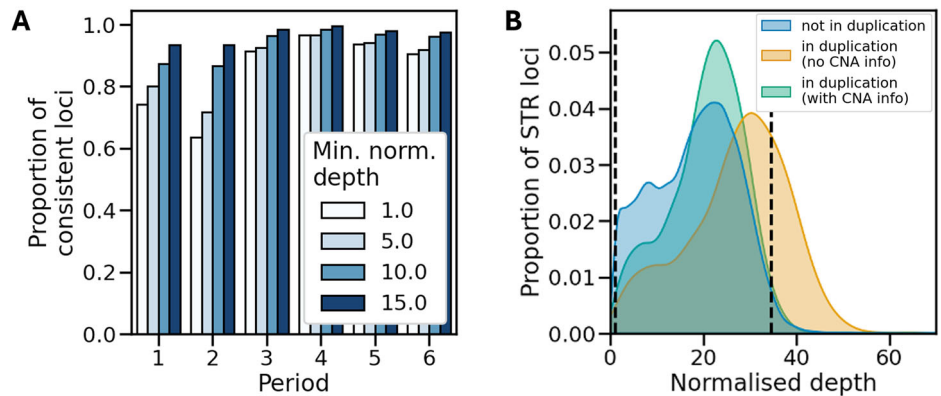 A
Proportion of
consistent loci
1.0
0.8
0.6
0.4
0.2
0.0
Min. norm.
depth
1.0
5.0
10.0
15.0
1 2 3 4 5 6
Period
B
Proportion of STR loci
0.05
0.04
0.03
0.02
0.01
0.00
not in duplication
in duplication
(no CNA info)
in duplication
(with CNA info)
0 20 40 60
Normalised depth